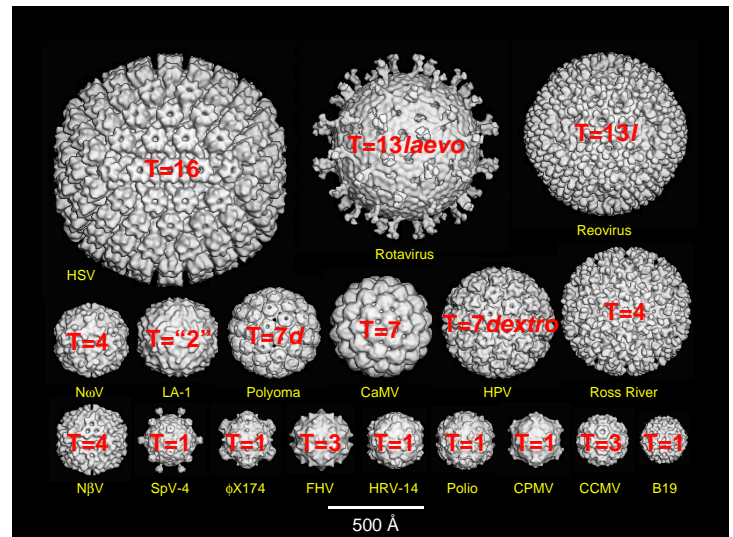 T=16
T=13laevo
T=13l
HSV
Rotavirus
Reovirus
T=4
T=“2”
T=7d
T=7
T=7dextro
T=4
NωV
LA-1
Polyoma
CaMV
HPV
Ross River
T=4
T=1
T=1
T=3
T=1
T=1
T=1
T=3
T=1
NβV
SpV-4
ϕX174
FHV
HRV-14
Polio
CPMV
CCMV
B19
500 Å